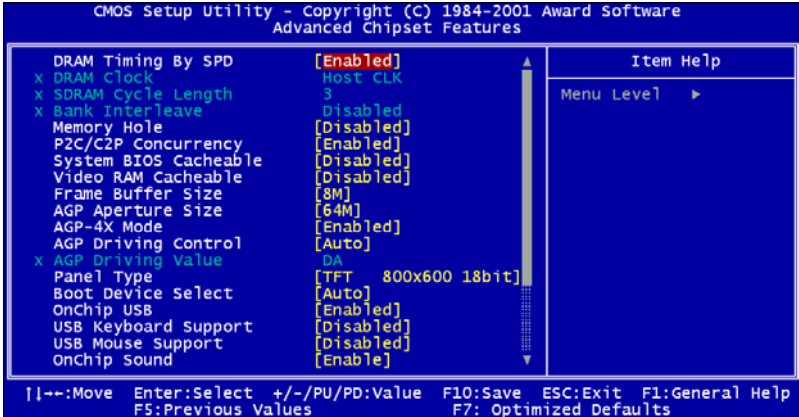 CMOS Setup Utility - Copyright (C) 1984-2001 Award Software
Advanced Chipset Features
DRAM Timing By SPD [Enabled]
x DRAM Clock Host CLK
x SDRAM Cycle Length 3
x Bank Interleave Disabled
Memory Hole [Disabled]
P2C/C2P Concurrency [Enabled]
System BIOS Cacheable [Disabled]
Video RAM Cacheable [Disabled]
Frame Buffer Size [8M]
AGP Aperture Size [64M]
AGP-4X Mode [Enabled]
AGP Driving Control [Auto]
x AGP Driving Value DA
Panel Type [TFT 800x600 18bit]
Boot Device Select [Auto]
OnChip USB [Enabled]
USB Keyboard Support [Disabled]
USB Mouse Support [Disabled]
OnChip Sound [Enable]
Item Help
Menu Level ►
↑↓→←:Move Enter:Select +/-/PU/PD:Value F10:Save ESC:Exit F1:General Help
F5:Previous Values F7: Optimized Defaults